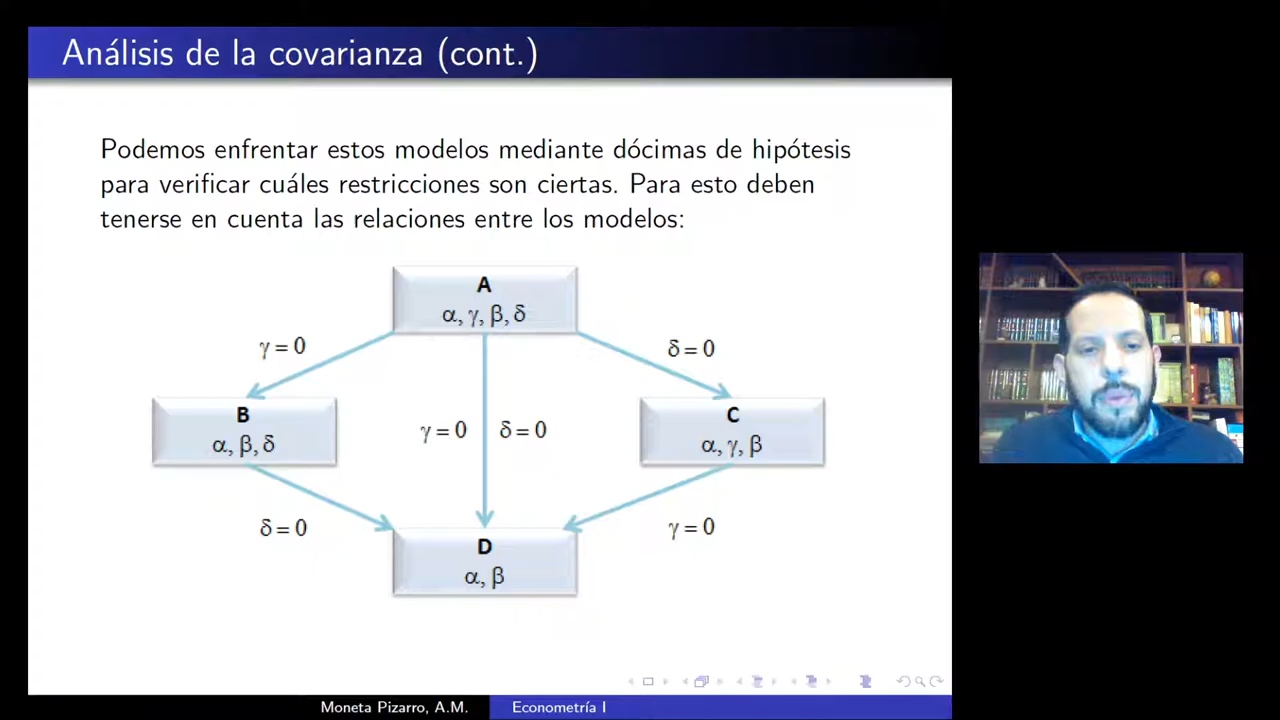 Análisis de la covarianza (cont.)
Podemos enfrentar estos modelos mediante dócimas de hipótesis
para verificar cuáles restricciones son ciertas. Para esto deben
tenerse en cuenta las relaciones entre los modelos:
A
α, γ, β, δ
γ = 0
δ = 0
B
α, β, δ
γ = 0
δ = 0
C
α, γ, β
δ = 0
γ = 0
D
α, β
Moneta Pizarro, A.M.
Econometría I